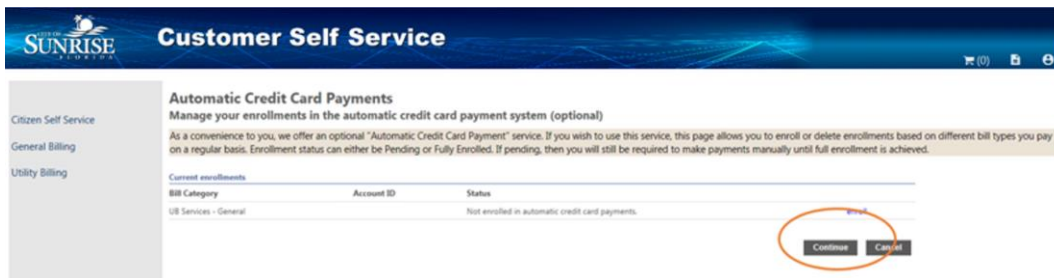 CITY OF
SUNRISE
FLORIDA
Customer Self Service
(0)
Citizen Self Service
General Billing
Utility Billing
Automatic Credit Card Payments
Manage your enrollments in the automatic credit card payment system (optional)
As a convenience to you, we offer an optional "Automatic Credit Card Payment" service. If you wish to use this service, this page allows you to enroll or delete enrollments based on different bill types you pay
on a regular basis. Enrollment status can either be Pending or Fully Enrolled. If pending, then you will still be required to make payments manually until full enrollment is achieved.
Current enrollments
Bill Category Account ID Status
UB Services - General Not enrolled in automatic credit card payments. enroll
Continue Cancel